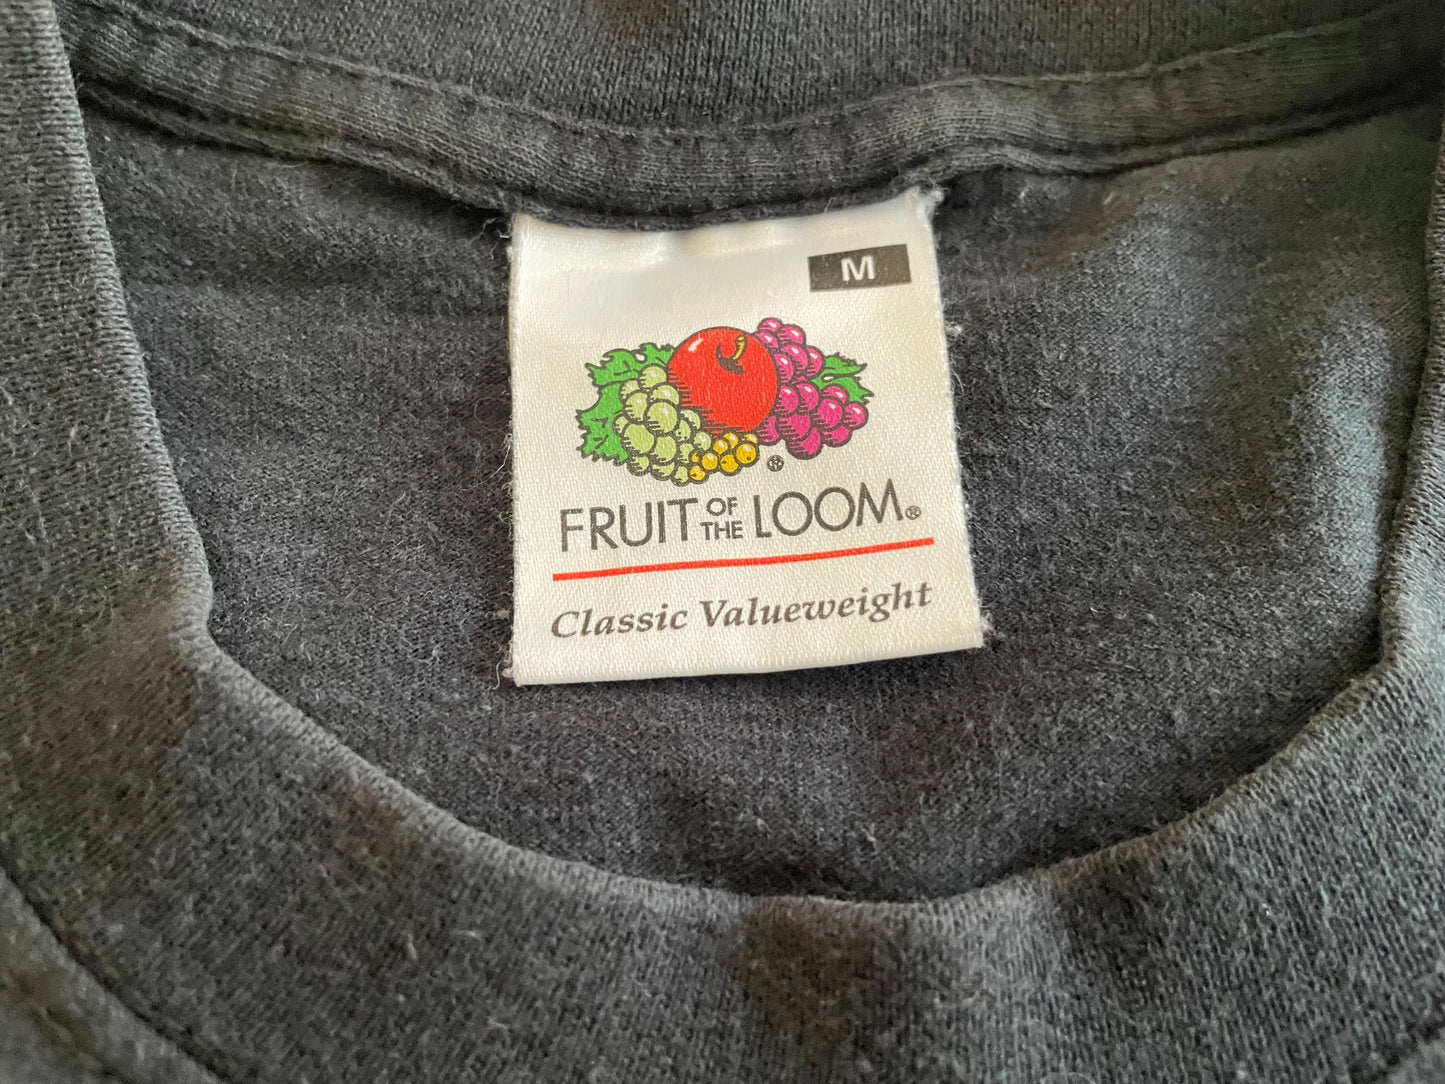 M
®
FRUIT OF THE LOOM®
Classic Valueweight